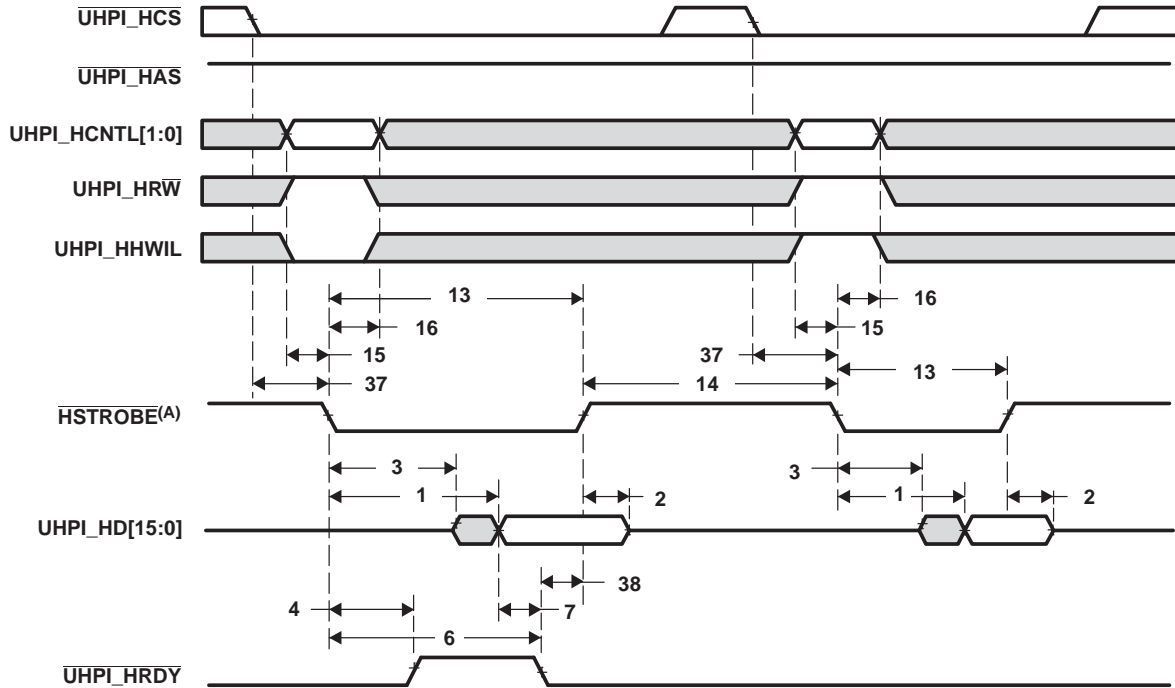 UHPI_HCS
UHPI_HAS
UHPI_HCNTL[1:0]
UHPI_HRW
UHPI_HHWIL
13 16
16 15
15 37 13
37 14
HSTROBE(A)
3 3
1 2 1 2
UHPI_HD[15:0]
38
4 7
6
UHPI_HRDY